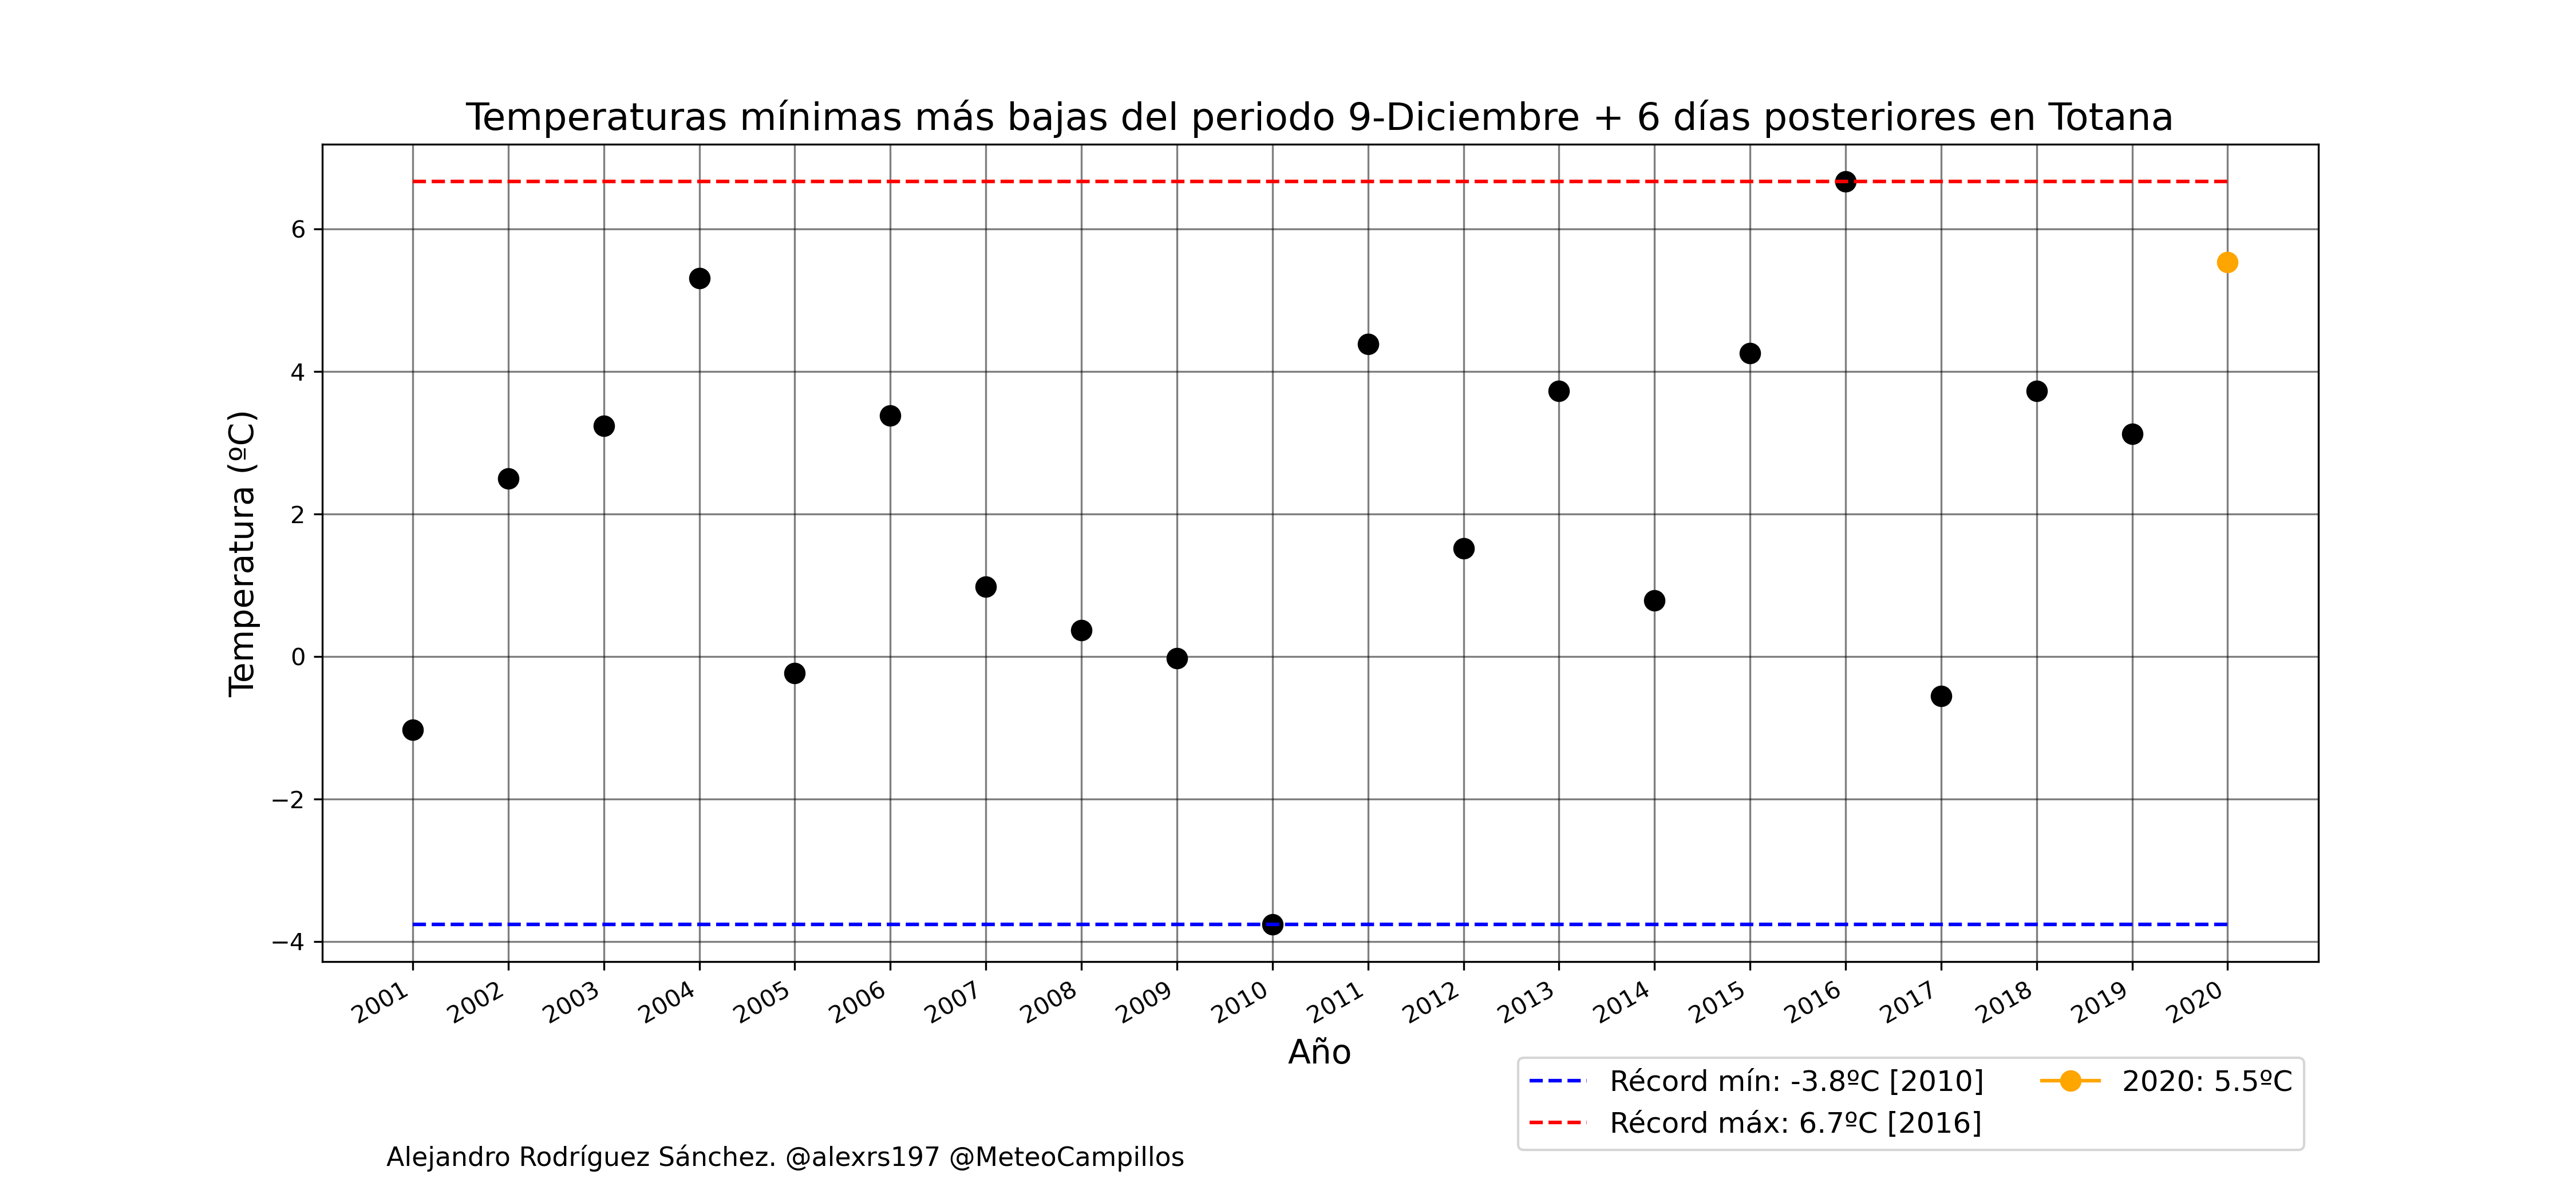 Temperaturas mínimas más bajas del periodo 9-Diciembre + 6 días posteriores en Totana
Temperatura (ºC)
6
4
2
0
−2
−4
2001 2002 2003 2004 2005 2006 2007 2008 2009 2010 2011 2012 2013 2014 2015 2016 2017 2018 2019 2020
Año
Récord mín: -3.8ºC [2010] 2020: 5.5ºC
Récord máx: 6.7ºC [2016]
Alejandro Rodríguez Sánchez. @alexrs197 @MeteoCampillos